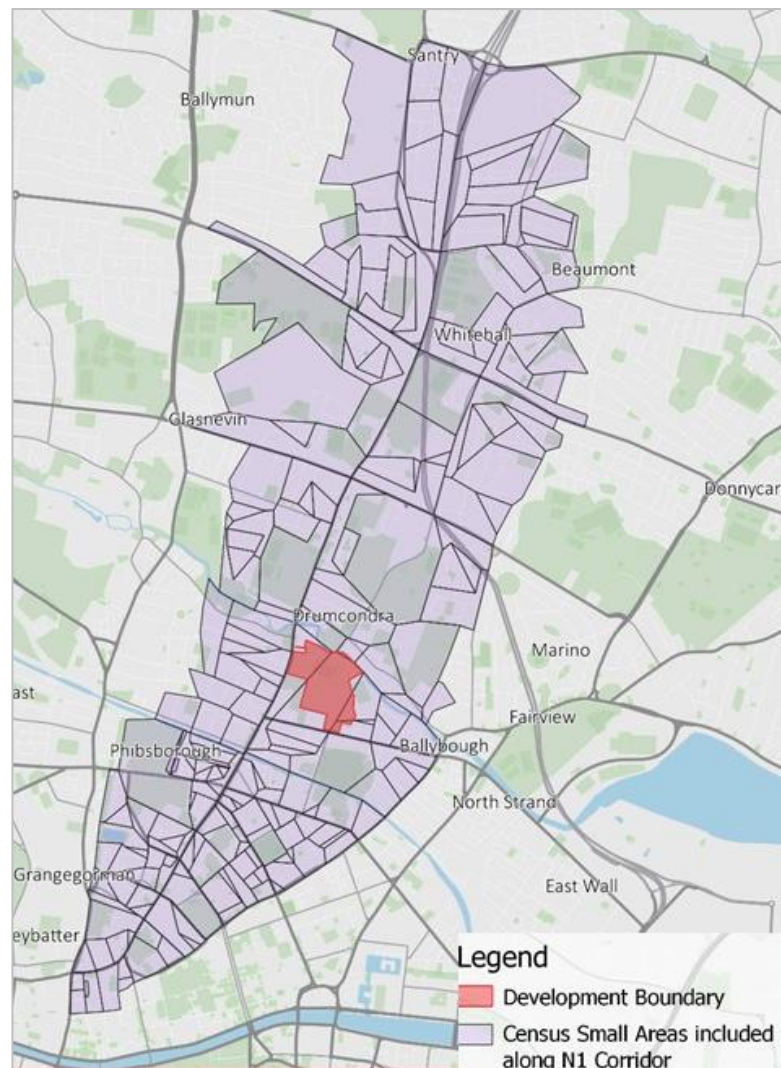 Santry
Ballymun
Beaumont
Whitehall
Glasnevin
Donnycar
Drumcondra
Marino
Fairview
Ballybough
Phibsborough
North Strand
Grangegorman
East Wall
ast
eybatter
Legend
Development Boundary
Census Small Areas included
along N1 Corridor